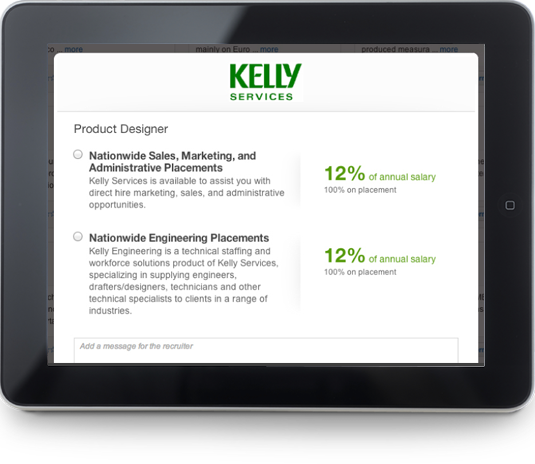 co ... more
mainly on Euro ... more
produced measura ... more
KELLY
SERVICES
Product Designer
Nationwide Sales, Marketing, and
Administrative Placements
Kelly Services is available to assist you with
direct hire marketing, sales, and administrative
opportunities.
12% of annual salary
100% on placement
Nationwide Engineering Placements
Kelly Engineering is a technical staffing and
workforce solutions product of Kelly Services,
specializing in supplying engineers,
drafters/designers, technicians and other
technical specialists to clients in a range of
industries.
12% of annual salary
100% on placement
Add a message for the recruiter